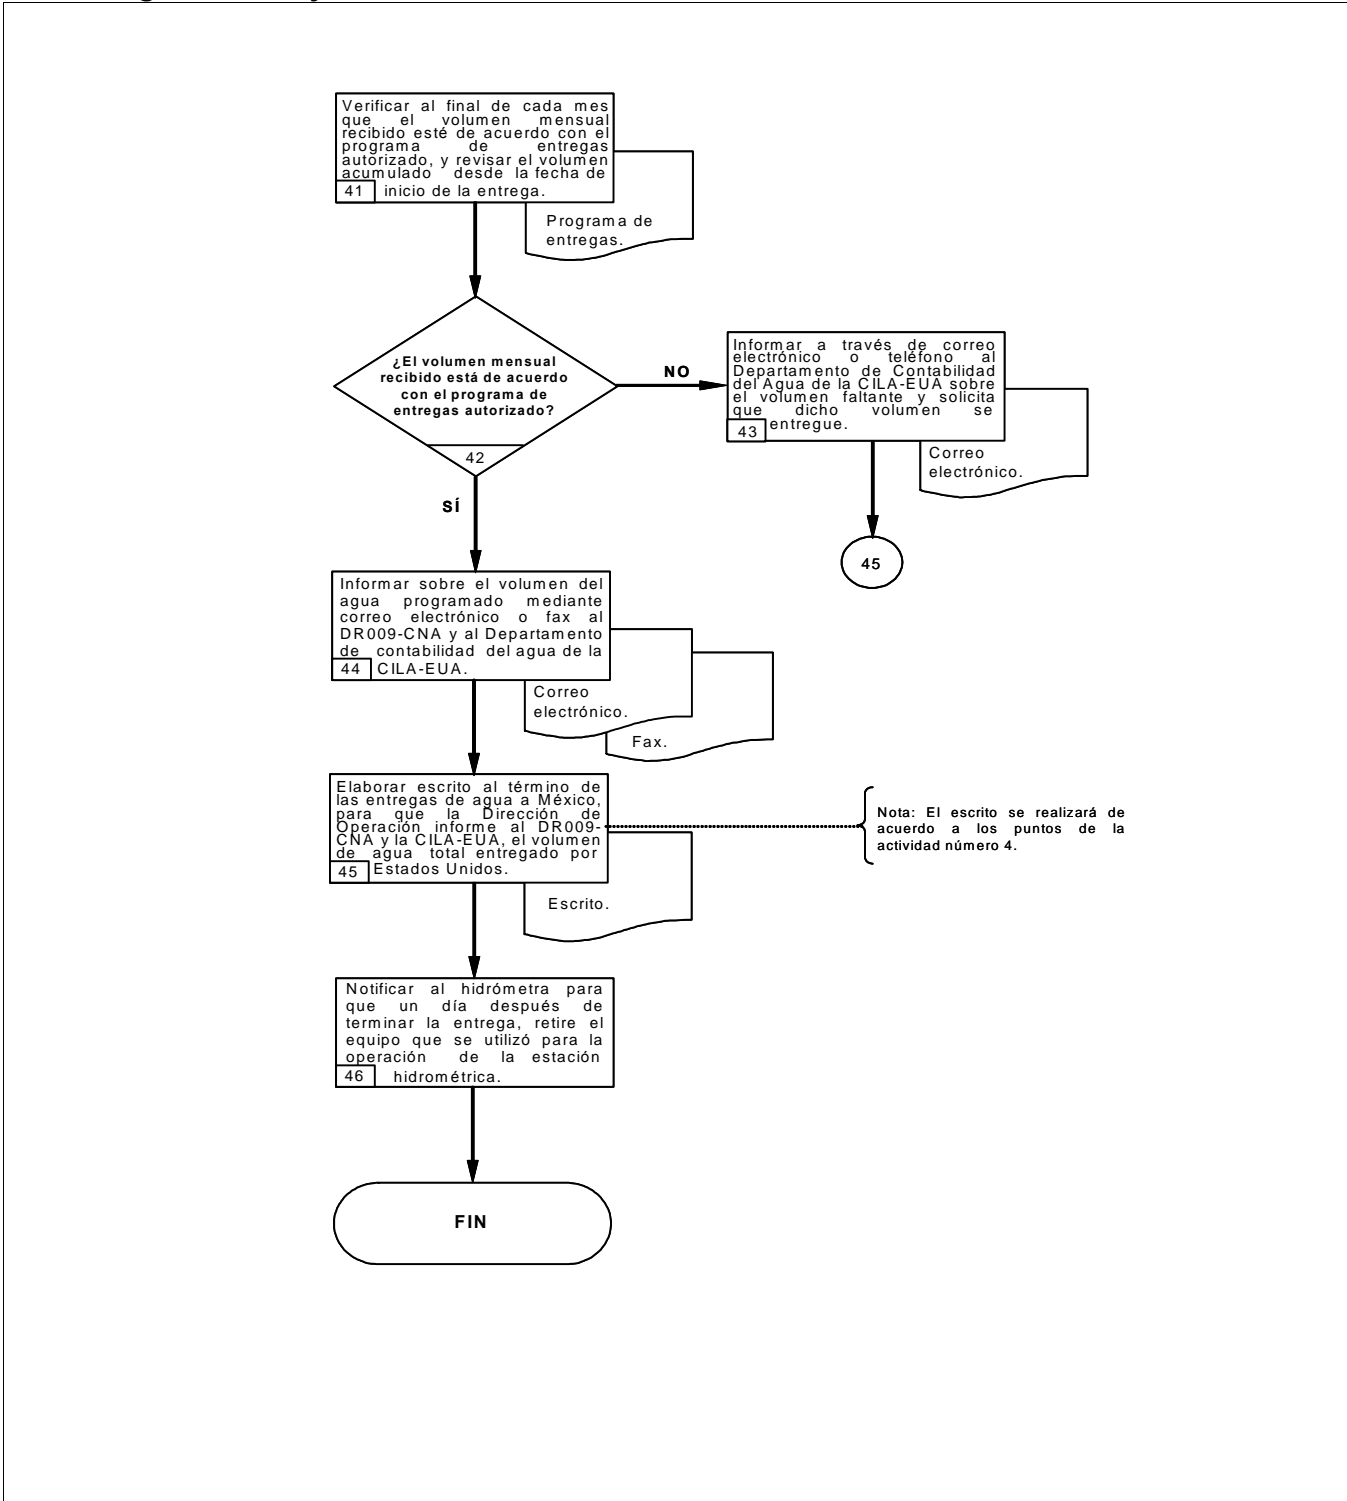 Verificar al final de cada mes
que el volumen mensual
recibido esté de acuerdo con el
programa de entregas
autorizado, y revisar el volumen
acumulado desde la fecha de
41 inicio de la entrega.
Programa de
entregas.
¿El volumen mensual
recibido está de acuerdo
con el programa de
entregas autorizado?
42
NO
Informar a través de correo
electrónico o teléfono al
Departamento de Contabilidad
del Agua de la CILA-EUA sobre
el volumen faltante y solicita
que dicho volumen se
43 entregue.
Correo
electrónico.
45
SÍ
Informar sobre el volumen del
agua programado mediante
correo electrónico o fax al
DR009-CNA y al Departamento
de contabilidad del agua de la
44 CILA-EUA.
Correo
electrónico.
Fax.
Elaborar escrito al término de
las entregas de agua a México,
para que la Dirección de
Operación informe al DR009-
CNA y la CILA-EUA, el volumen
de agua total entregado por
45 Estados Unidos.
Escrito.
Nota: El escrito se realizará de
acuerdo a los puntos de la
actividad número 4.
Notificar al hidrómetra para
que un día después de
terminar la entrega, retire el
equipo que se utilizó para la
operación de la estación
46 hidrométrica.
FIN